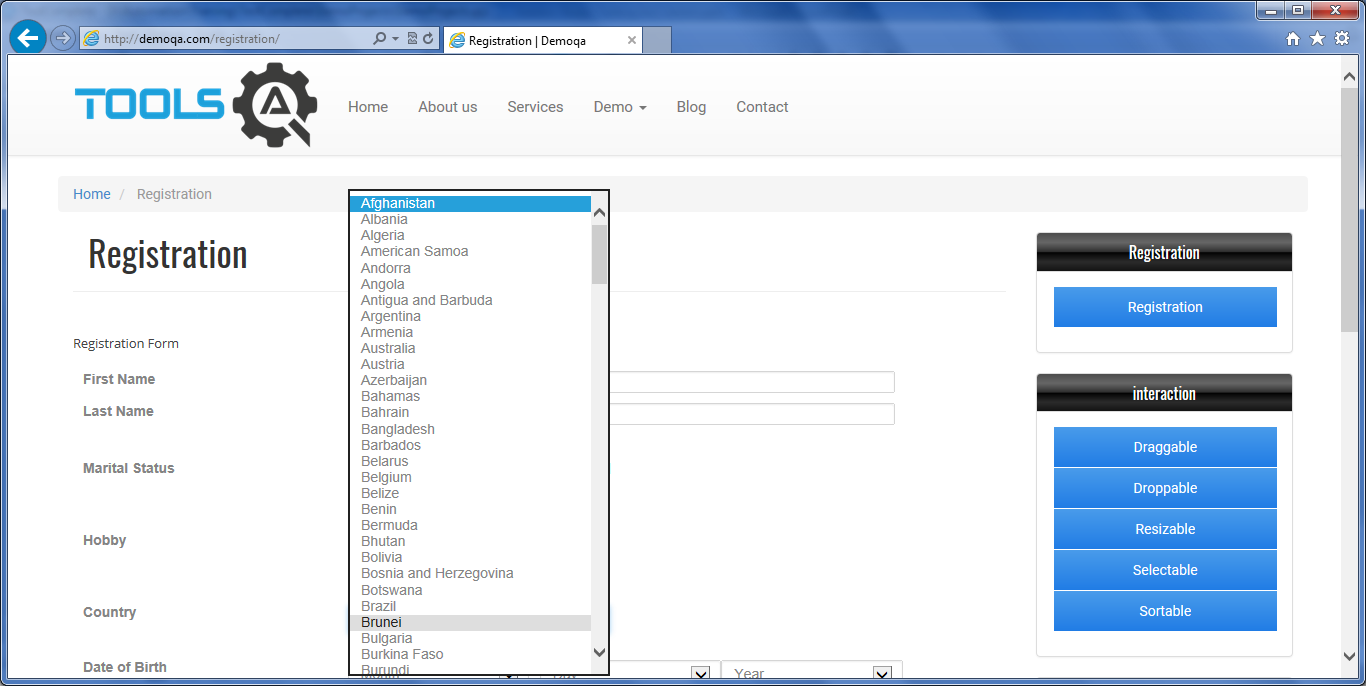 http://demoqa.com/registration/
Registration | Demoqa
TOOLS QA
Home
About us
Services
Demo
Blog
Contact
Home / Registration
Registration
Registration Form
First Name
Last Name
Marital Status
Hobby
Country
Date of Birth
Afghanistan
Albania
Algeria
American Samoa
Andorra
Angola
Antigua and Barbuda
Argentina
Armenia
Australia
Austria
Azerbaijan
Bahamas
Bahrain
Bangladesh
Barbados
Belarus
Belgium
Belize
Benin
Bermuda
Bhutan
Bolivia
Bosnia and Herzegovina
Botswana
Brazil
Brunei
Bulgaria
Burkina Faso
Burundi
Year
Registration
Registration
interaction
Draggable
Droppable
Resizable
Selectable
Sortable